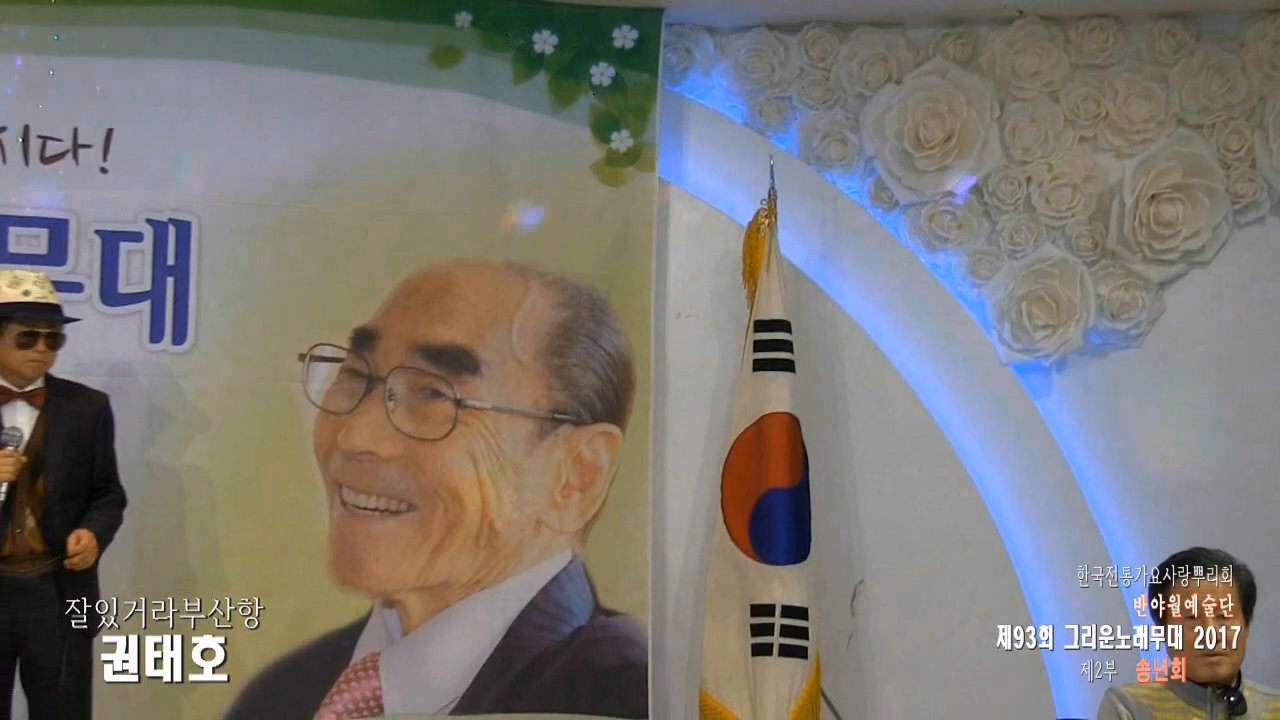 시다!
무대
잘있거라부산항
권태호
한국전통가요사랑뿌리회
반야월예술단
제93회 그리운노래무대 2017
제2부 송년회